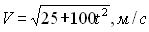 V = √(25+100t²), м/с